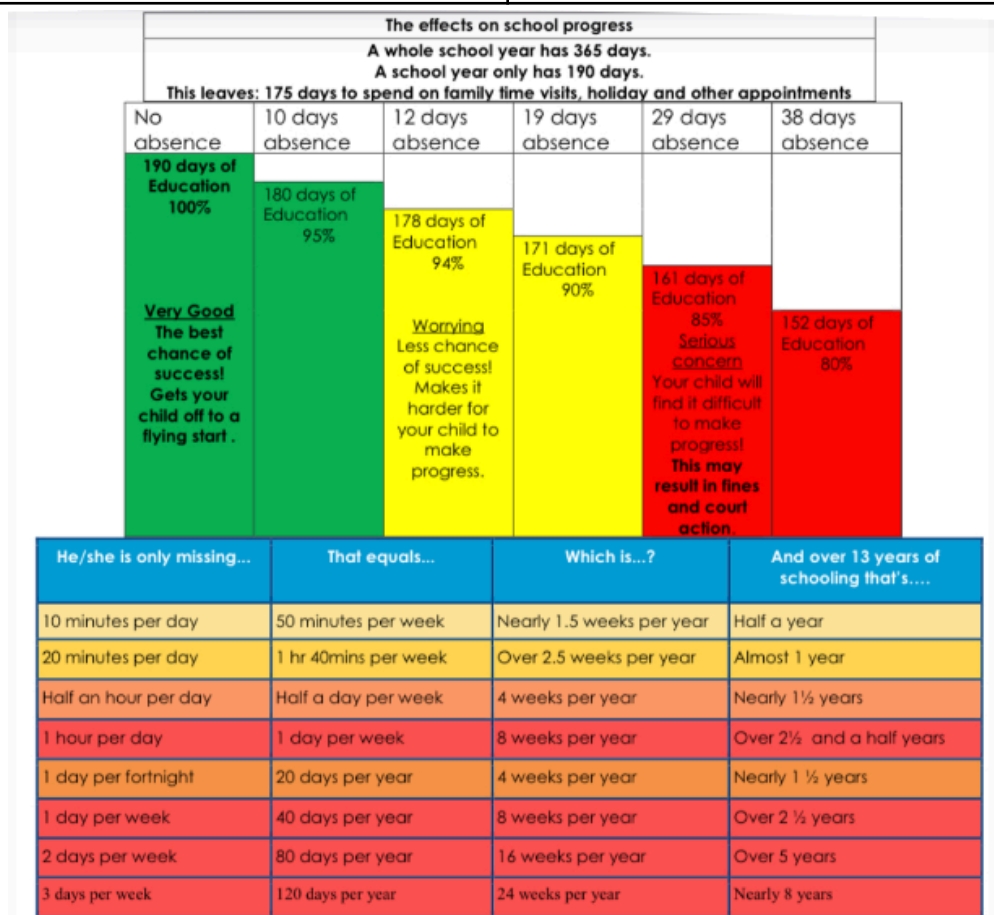 The effects on school progress
A whole school year has 365 days.
A school year only has 190 days.
This leaves: 175 days to spend on family time visits, holiday and other appointments
No
absence
10 days
absence
12 days
absence
19 days
absence
29 days
absence
38 days
absence
190 days of
Education
100%
Very Good
The best
chance of
success!
Gets your
child off to a
flying start .
180 days of
Education
95%
178 days of
Education
94%
Worrying
Less chance
of success!
Makes it
harder for
your child to
make
progress.
171 days of
Education
90%
161 days of
Education
85%
Serious
concern
Your child will
find it difficult
to make
progress!
This may
result in fines
and court
action.
152 days of
Education
80%
He/she is only missing...
That equals...
Which is...?
And over 13 years of
schooling that's....
10 minutes per day
50 minutes per week
Nearly 1.5 weeks per year
Half a year
20 minutes per day
1 hr 40mins per week
Over 2.5 weeks per year
Almost 1 year
Half an hour per day
Half a day per week
4 weeks per year
Nearly 1½ years
1 hour per day
1 day per week
8 weeks per year
Over 2½ and a half years
1 day per fortnight
20 days per year
4 weeks per year
Nearly 1 ½ years
1 day per week
40 days per year
8 weeks per year
Over 2 ½ years
2 days per week
80 days per year
16 weeks per year
Over 5 years
3 days per week
120 days per year
24 weeks per year
Nearly 8 years